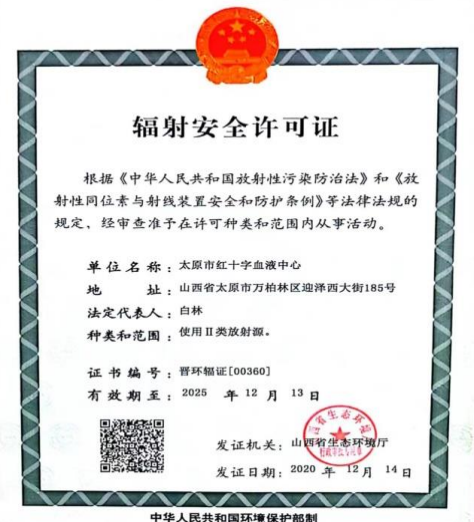 辐射安全许可证
根据《中华人民共和国放射性污染防治法》和《放
射性同位素与射线装置安全和防护条例》等法律法规的
规定，经审查准予在许可种类和范围内从事活动。
单位名称：太原市红十字血液中心
地址：山西省太原市万柏林区迎泽西大街185号
法定代表人：白林
种类和范围：使用Ⅱ类放射源。
证书编号：晋环辐证[00360]
有效期至：2025 年 12 月 13 日
发证机关：山西省生态环境厅
发证日期：2020 年 12 月 14 日
中华人民共和国环境保护部制